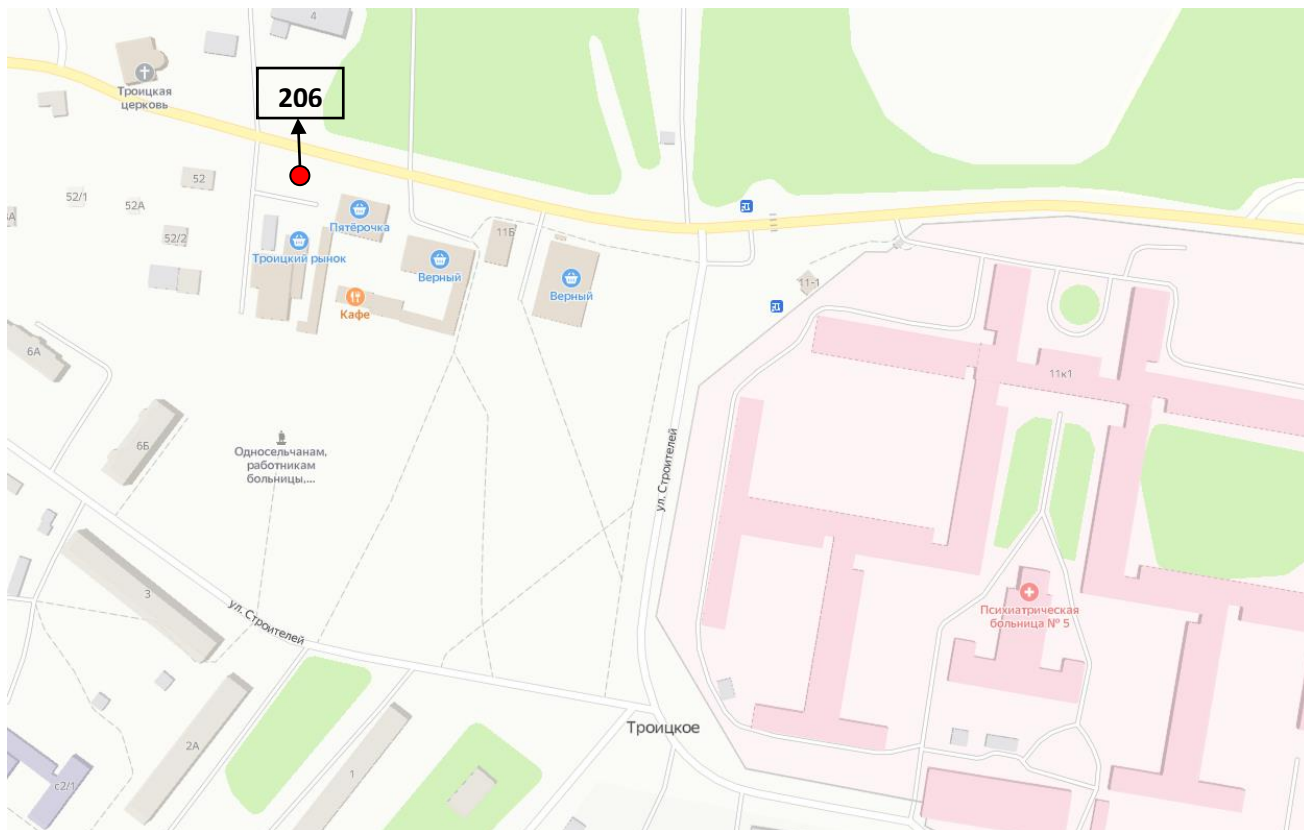 4
Троицкая
церковь
206
52
52/1
52А
52/2
Пятёрочка
Троицкий рынок
Кафе
Верный
11Б
Верный
11-1
6А
6Б
Односельчанам,
работникам
больницы,...
ул. Строителей
11к1
3
ул. Строителей
Психиатрическая
больница № 5
2А
1
с2/1
Троицкое